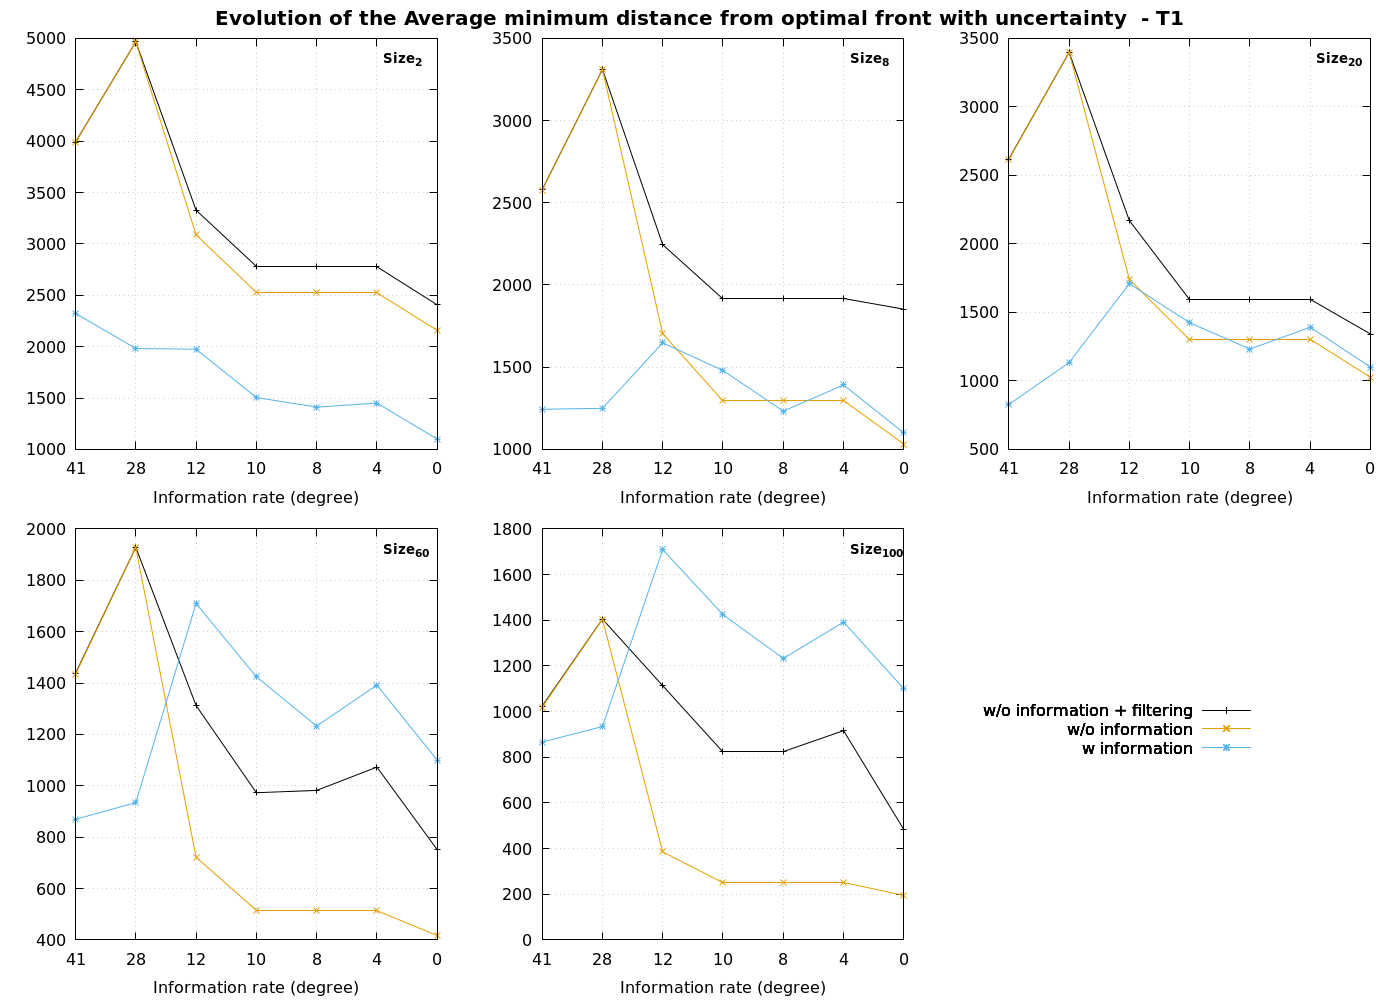 Evolution of the Average minimum distance from optimal front with uncertainty - T1
5000
4500
4000
3500
3000
2500
2000
1500
1000
Size2
41 28 12 10 8 4 0
Information rate (degree)
3500
3000
2500
2000
1500
1000
Size8
41 28 12 10 8 4 0
Information rate (degree)
3500
3000
2500
2000
1500
1000
500
Size20
41 28 12 10 8 4 0
Information rate (degree)
2000
1800
1600
1400
1200
1000
800
600
400
Size60
41 28 12 10 8 4 0
Information rate (degree)
1800
1600
1400
1200
1000
800
600
400
200
0
Size100
41 28 12 10 8 4 0
Information rate (degree)
w/o information + filtering
w/o information
w information